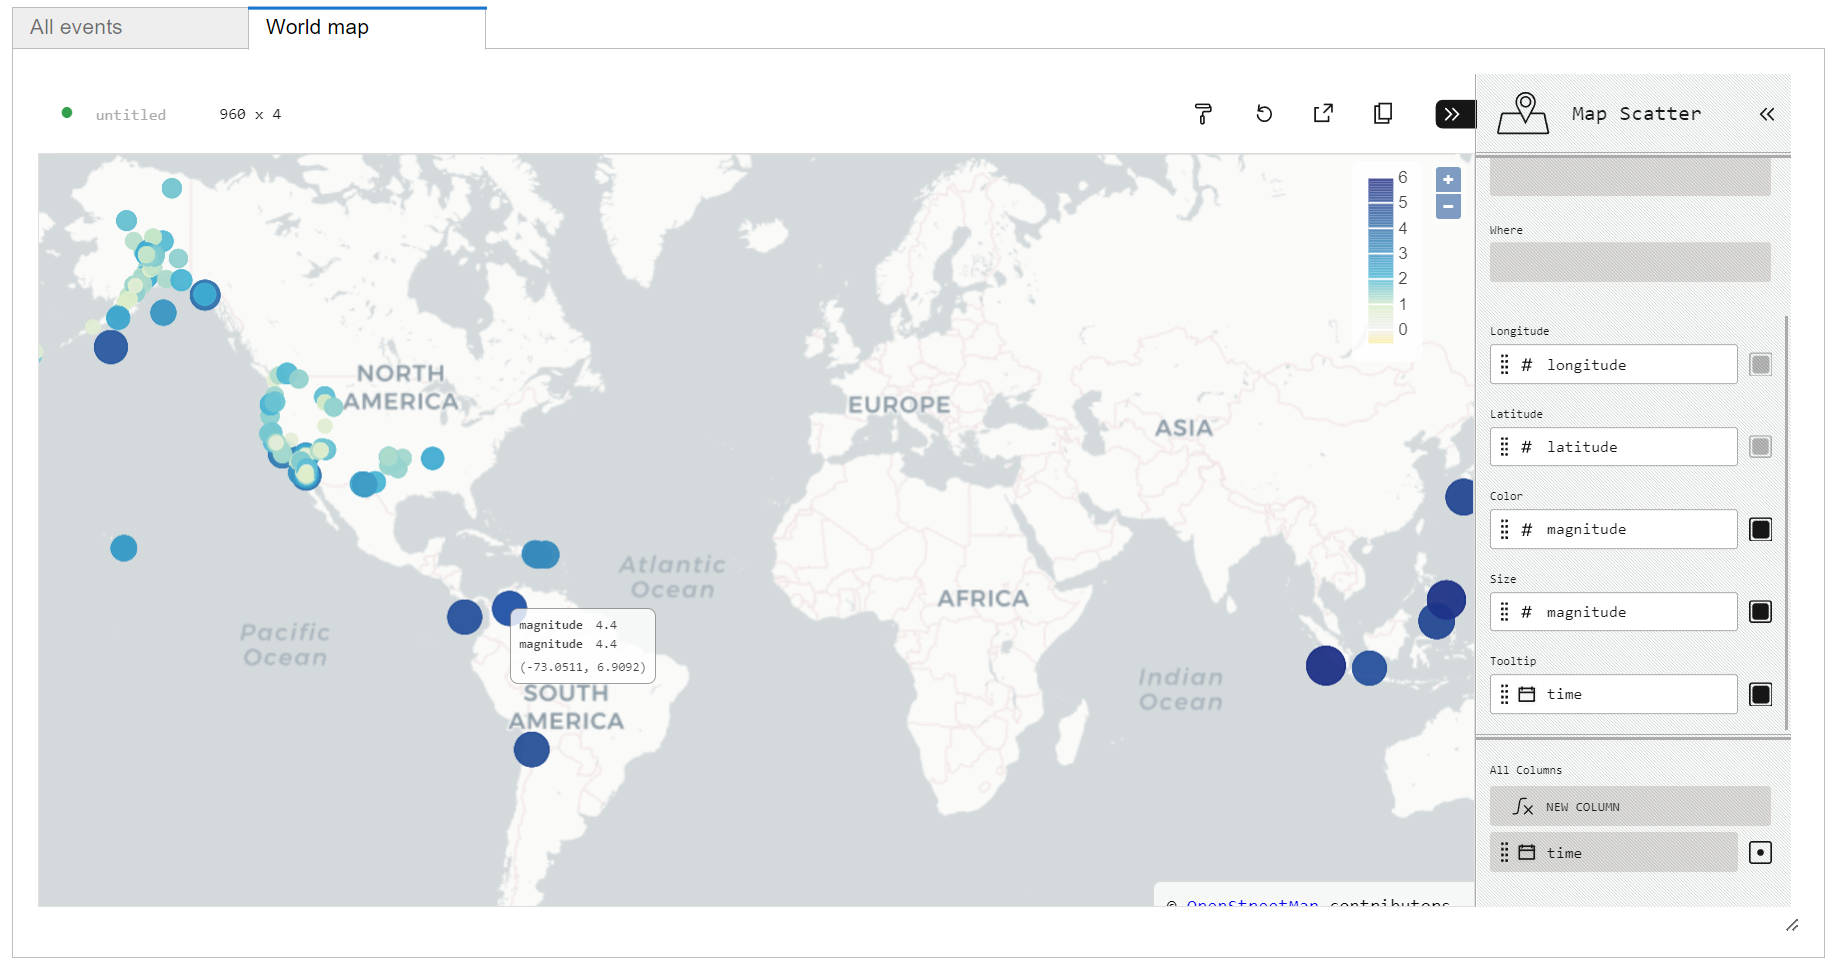 All events
World map
untitled
960 x 4
Map Scatter
6
5
4
3
2
1
0
+
−
NORTH
AMERICA
EUROPE
ASIA
Atlantic
Ocean
AFRICA
Pacific
Ocean
magnitude 4.4
magnitude 4.4
(-73.0511, 6.9092)
SOUTH
AMERICA
Indian
Ocean
© OpenStreetMap contributors
Where
Longitude
# longitude
Latitude
# latitude
Color
# magnitude
Size
# magnitude
Tooltip
time
All Columns
NEW COLUMN
time